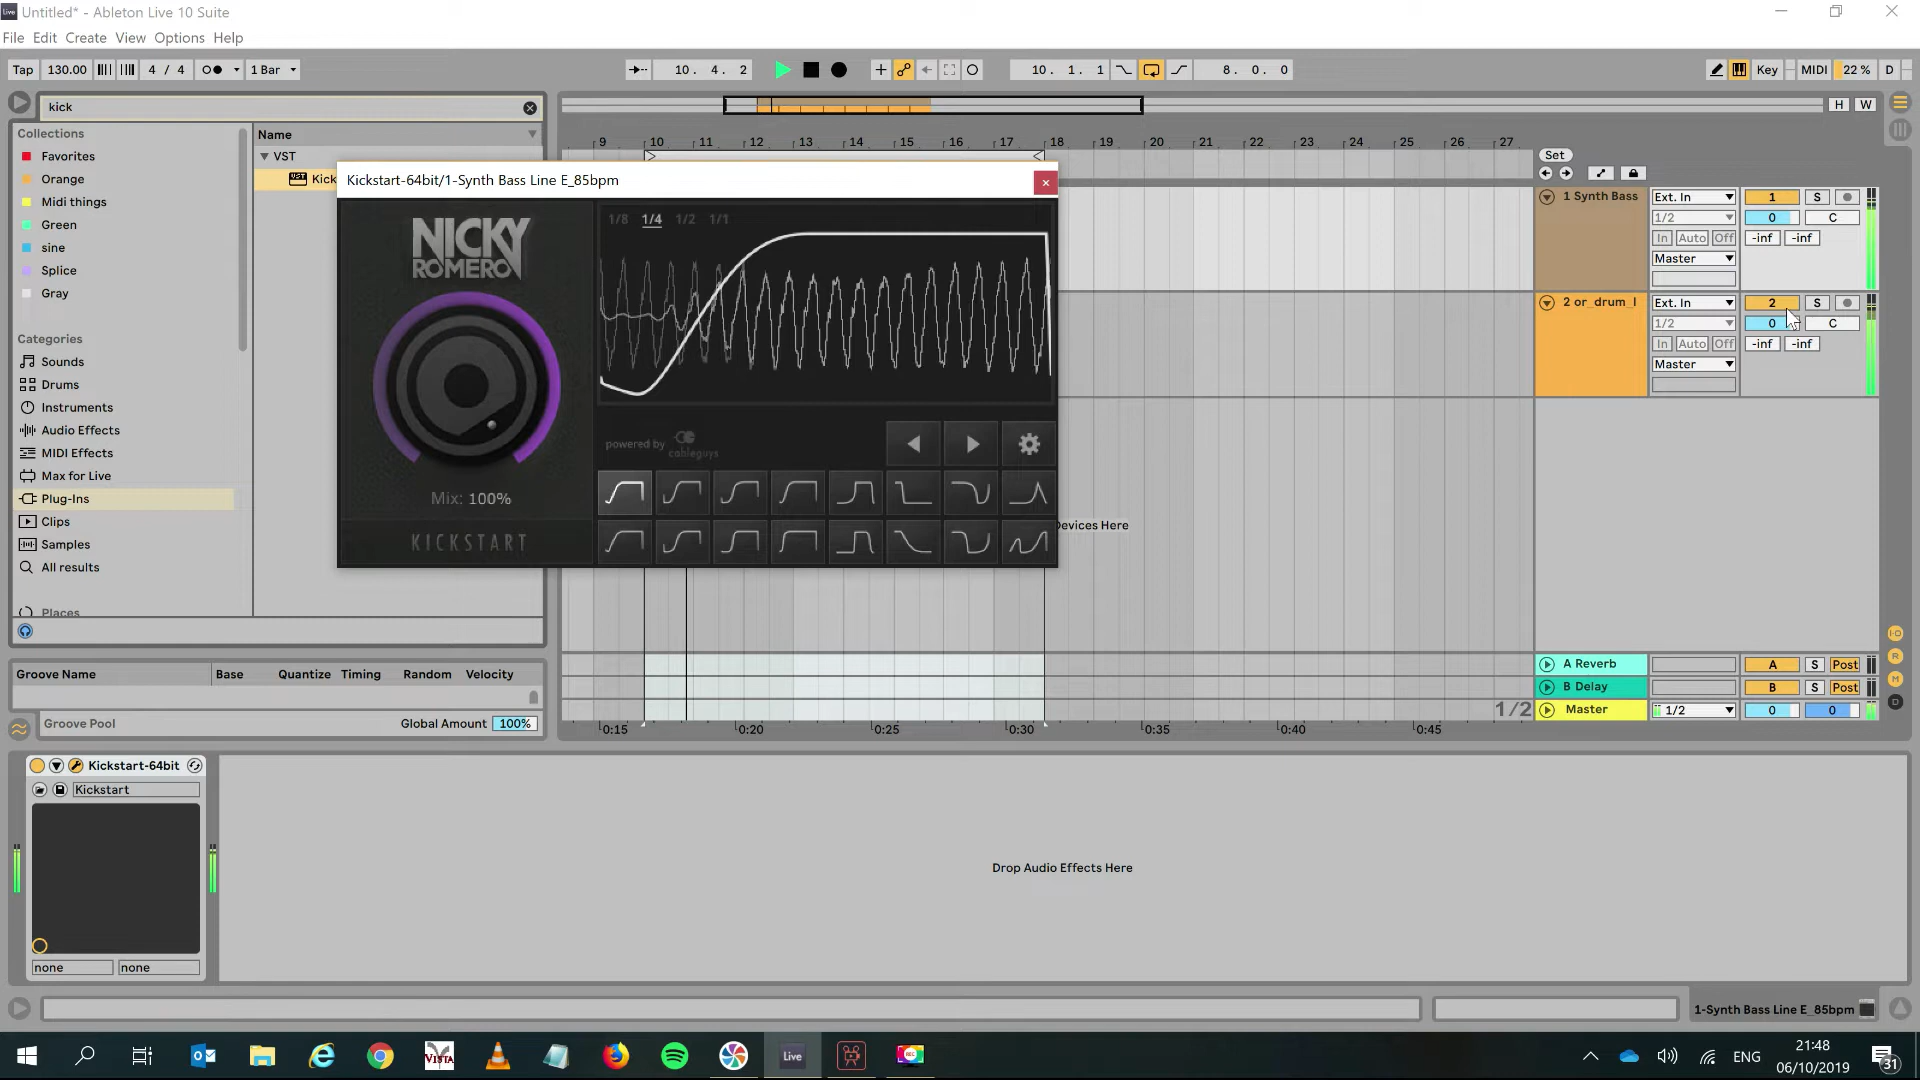 Untitled* - Ableton Live 10 Suite
File Edit Create View Options Help
Tap 130.00 4 / 4 1 Bar 10. 4. 2 10. 1. 1 8. 0. 0 Key MIDI 22 % D
kick
H W
Collections
Favorites
Orange
Midi things
Green
sine
Splice
Gray
Categories
Sounds
Drums
Instruments
Audio Effects
MIDI Effects
Max for Live
Plug-Ins
Clips
Samples
All results
Places
Name
VST
Kick
Kickstart-64bit/1-Synth Bass Line E_85bpm
NICKY
ROMERO
1/8 1/4 1/2 1/1
powered by cableguys
Mix: 100%
KICKSTART
9 10 11 12 13 14 15 16 17 18 19 20 21 22 23 24 25 26 27
Devices Here
Set
1 Synth Bass Ext. In 1 S
1/2 0 C
In Auto Off -inf -inf
Master
2 or_drum_l Ext. In 2 S
1/2 0 C
In Auto Off -inf -inf
Master
A Reverb A S Post
B Delay B S Post
1/2 Master 1/2 0 0
0:15 0:20 0:25 0:30 0:35 0:40 0:45
I·O
R
M
D
Groove Name Base Quantize Timing Random Velocity
Groove Pool Global Amount 100%
Kickstart-64bit
Kickstart
none none
Drop Audio Effects Here
1-Synth Bass Line E_85bpm
VISTA
Live
REC
ENG
21:48
06/10/2019
31